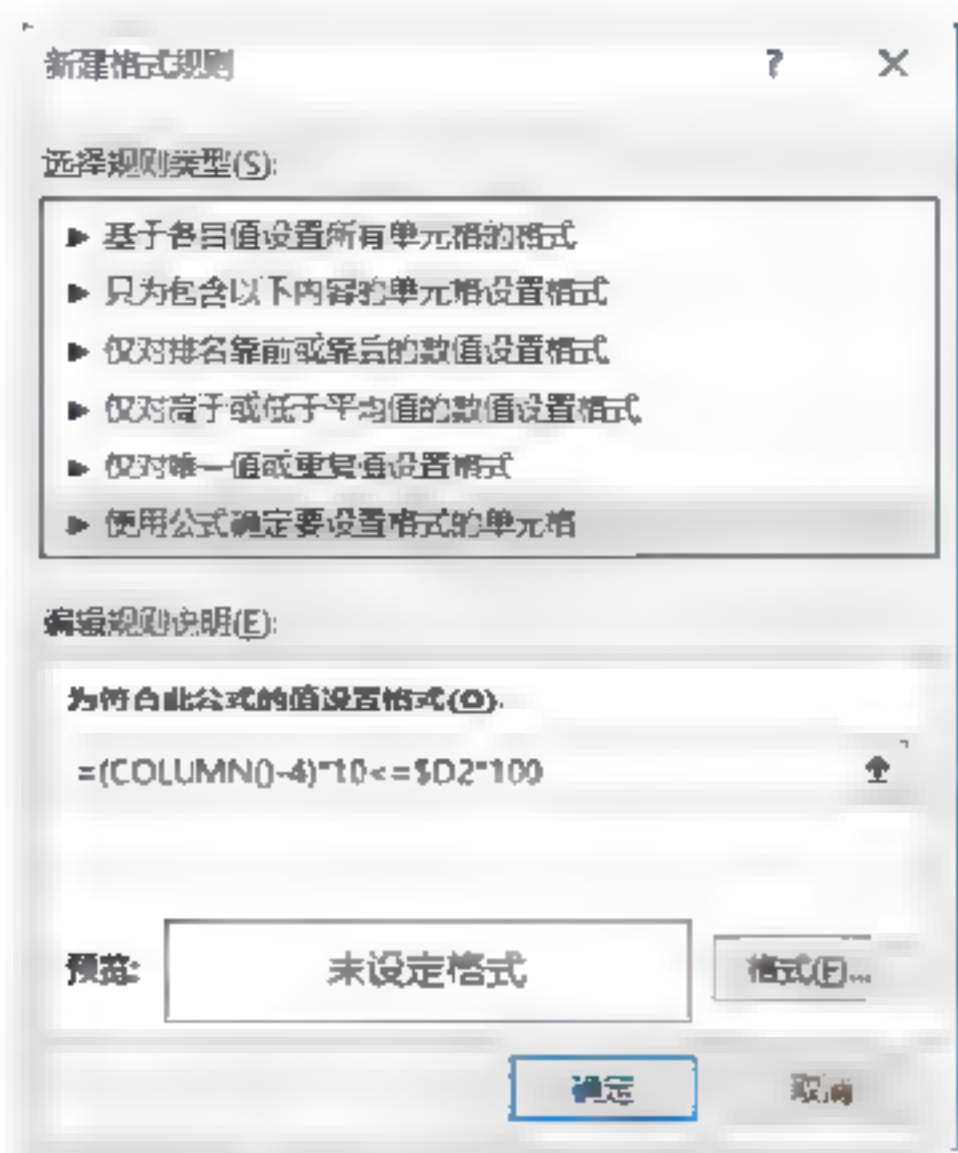 新建格式规则
选择规则类型(S):
► 基于各自值设置所有单元格的格式
► 只为包含以下内容的单元格设置格式
► 仅对排名靠前或靠后的数值设置格式
► 仅对高于或低于平均值的数值设置格式
► 仅对唯一值或重复值设置格式
► 使用公式确定要设置格式的单元格
编辑规则说明(E):
为符合此公式的值设置格式(O):
=(COLUMN()-4)*10<=$D2*100
预览:
未设定格式
格式(F)...
确定
取消